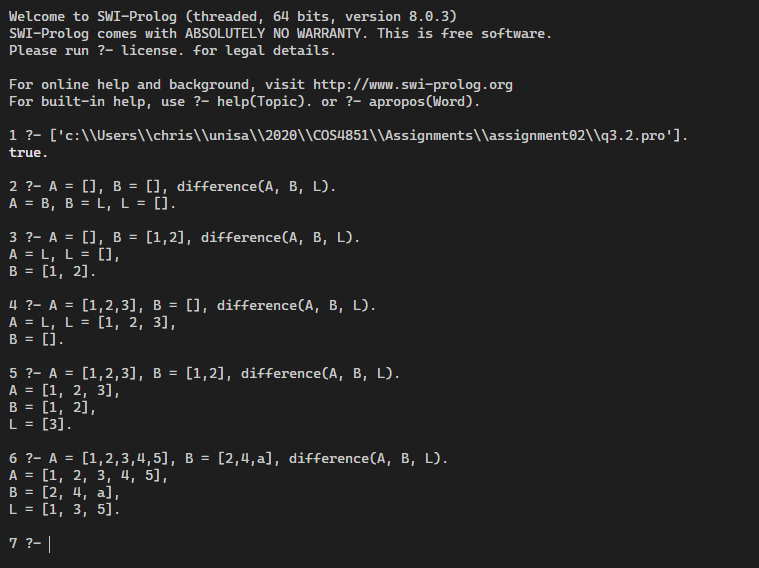 Welcome to SWI-Prolog (threaded, 64 bits, version 8.0.3)
SWI-Prolog comes with ABSOLUTELY NO WARRANTY. This is free software.
Please run ?- license. for legal details.
For online help and background, visit http://www.swi-prolog.org
For built-in help, use ?- help(Topic). or ?- apropos(Word).
1 ?- ['c:\\Users\\chris\\unisa\\2020\\COS4851\\Assignments\\assignment02\\q3.2.pro'].
true.
2 ?- A = [], B = [], difference(A, B, L).
A = B, B = L, L = [].
3 ?- A = [], B = [1,2], difference(A, B, L).
A = L, L = [],
B = [1, 2].
4 ?- A = [1,2,3], B = [], difference(A, B, L).
A = L, L = [1, 2, 3],
B = [].
5 ?- A = [1,2,3], B = [1,2], difference(A, B, L).
A = [1, 2, 3],
B = [1, 2],
L = [3].
6 ?- A = [1,2,3,4,5], B = [2,4,a], difference(A, B, L).
A = [1, 2, 3, 4, 5],
B = [2, 4, a],
L = [1, 3, 5].
7 ?-